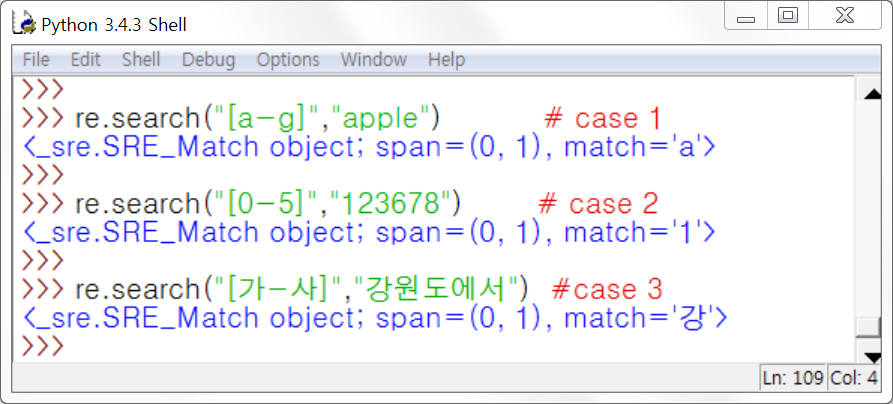 Python 3.4.3 Shell
File Edit Shell Debug Options Window Help
>>>
>>> re.search("[a-g]","apple") # case 1
<_sre.SRE_Match object; span=(0, 1), match='a'>
>>>
>>> re.search("[0-5]","123678") # case 2
<_sre.SRE_Match object; span=(0, 1), match='1'>
>>>
>>> re.search("[가-사]","강원도에서") #case 3
<_sre.SRE_Match object; span=(0, 1), match='강'>
>>>
Ln: 109 Col: 4